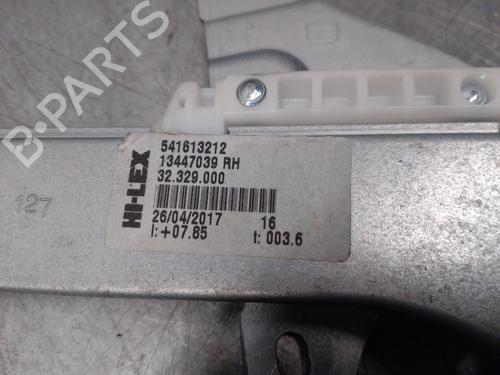 HI-LEX
541613212
13447039 RH
32.329.000
26/04/2017 16
l:+07.85 t: 003.6
127
B-PARTS